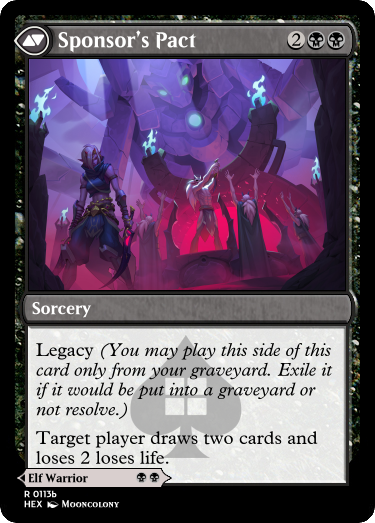 Sponsor's Pact 2
Sorcery
Legacy (You may play this side of this
card only from your graveyard. Exile it
if it would be put into a graveyard or
not resolve.)
Target player draws two cards and
loses 2 loses life.
Elf Warrior
R 0113b
HEX Mooncolony